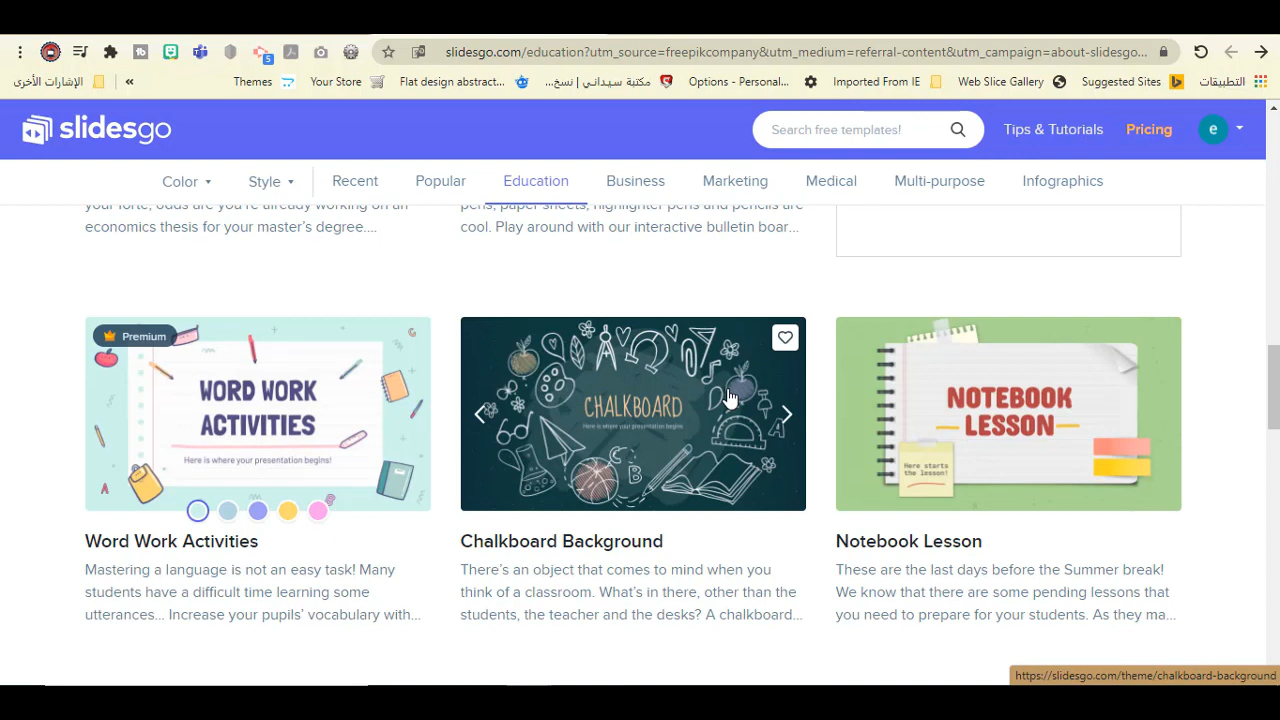 slidesgo.com/education?utm_source=freepikcompany&utm_medium=referral-content&utm_campaign=about-slidesgo...
الإشارات الأخرى
«
Themes
Your Store
Flat design abstract...
مكتبة سيداتي | نسخ...
Options - Personal...
Imported From IE
Web Slice Gallery
Suggested Sites
التطبيقات
5
slidesgo
Search free templates!
Tips & Tutorials
Pricing
e
Color
Style
Recent
Popular
Education
Business
Marketing
Medical
Multi-purpose
Infographics
your forte, odds are you're already working on an
economics thesis for your master's degree....
pens, paper sheets, highlighter pens and pencils are
cool. Play around with our interactive bulletin boar...
Premium
WORD WORK
ACTIVITIES
Here is where your presentation begins!
A
CHALKBOARD
Here is where your presentation begins
A
C
B
NOTEBOOK
LESSON
Here starts
the lesson!
Word Work Activities
Mastering a language is not an easy task! Many
students have a difficult time learning some
utterances... Increase your pupils' vocabulary with...
Chalkboard Background
There's an object that comes to mind when you
think of a classroom. What's in there, other than the
students, the teacher and the desks? A chalkboard...
Notebook Lesson
These are the last days before the Summer break!
We know that there are some pending lessons that
you need to prepare for your students. As they ma...
https://slidesgo.com/theme/chalkboard-background